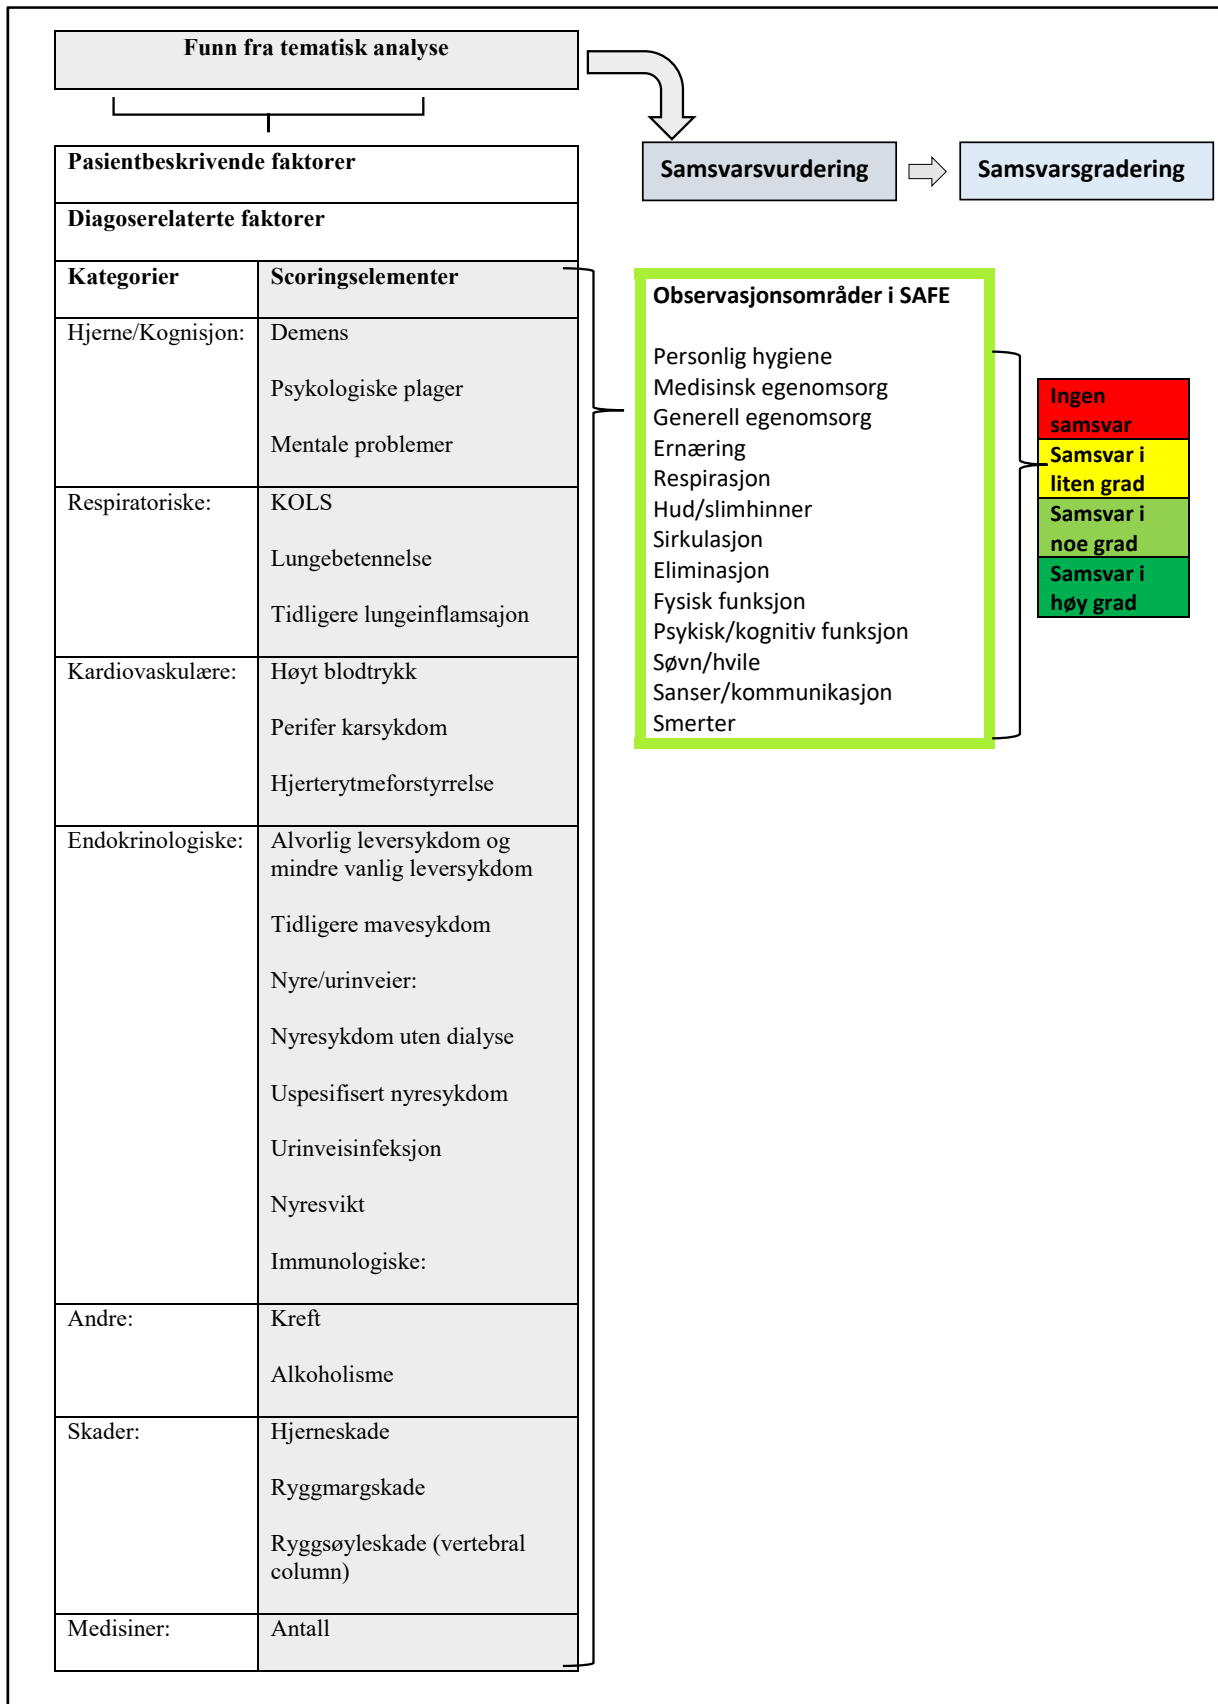 Funn fra tematisk analyse
Samsvarsvurdering
Samsvarsgradering
Pasientbeskrivende faktorer
Diagoserelaterte faktorer
Kategorier
Scoringselementer
Hjerne/Kognisjon:
Demens
Psykologiske plager
Mentale problemer
Respiratoriske:
KOLS
Lungebetennelse
Tidligere lungeinflamsajon
Kardiovaskulære:
Høyt blodtrykk
Perifer karsykdom
Hjerterytmeforstyrrelse
Endokrinologiske:
Alvorlig leversykdom og
mindre vanlig leversykdom
Tidligere mavesykdom
Nyre/urinveier:
Nyresykdom uten dialyse
Uspesifisert nyresykdom
Urinveisinfeksjon
Nyresvikt
Immunologiske:
Andre:
Kreft
Alkoholisme
Skader:
Hjerneskade
Ryggmargskade
Ryggsøyleskade (vertebral
column)
Medisiner:
Antall
Observasjonsområder i SAFE
Personlig hygiene
Medisinsk egenomsorg
Generell egenomsorg
Ernæring
Respirasjon
Hud/slimhinner
Sirkulasjon
Eliminasjon
Fysisk funksjon
Psykisk/kognitiv funksjon
Søvn/hvile
Sanser/kommunikasjon
Smerter
Ingen
samsvar
Samsvar i
liten grad
Samsvar i
noe grad
Samsvar i
høy grad